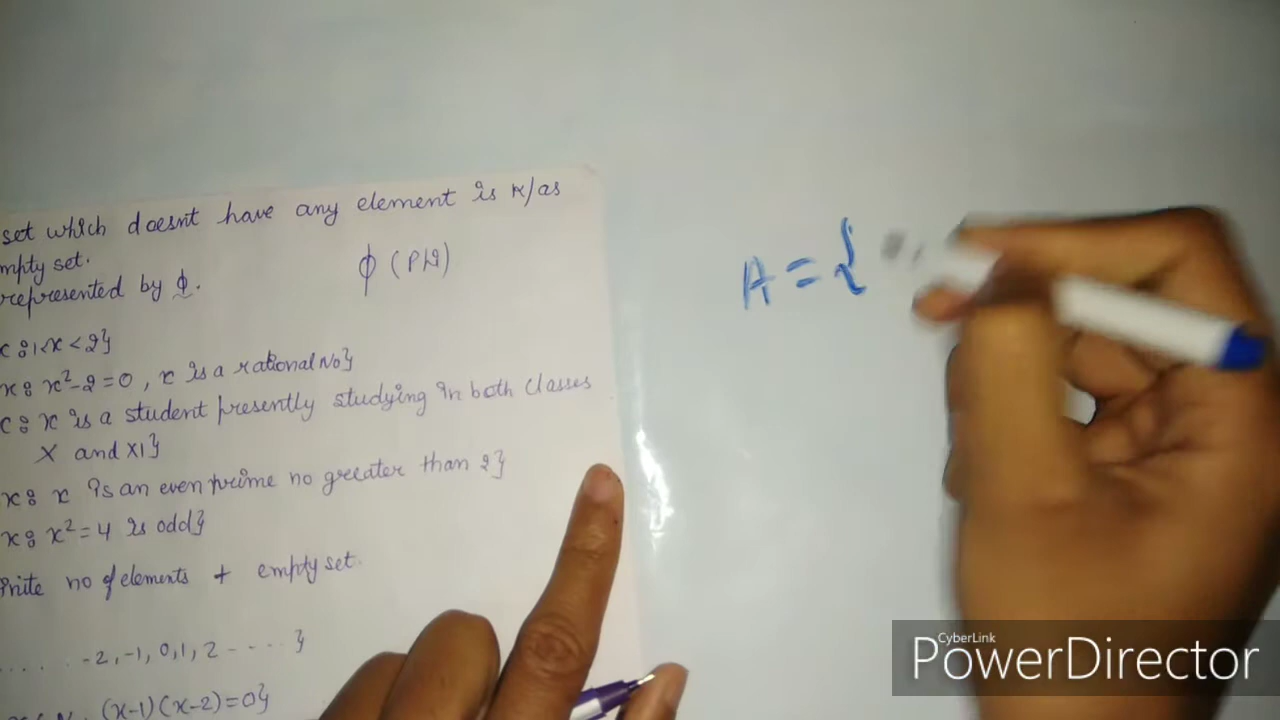 set which doesnt have any element is k/as
mpty set.
represented by ϕ.
ϕ (Phi)
: 1<x<2}
x: x²-2=0, x is a rational No}
: x is a student presently studying in both classes
X and XI}
x: x is an even prime no greater than 2}
x: x²=4 is odd}
finite no of elements + empty set.
.... -2, -1, 0, 1, 2 - .... }
(x-1)(x-2)=0}
A = {
CyberLink
PowerDirector